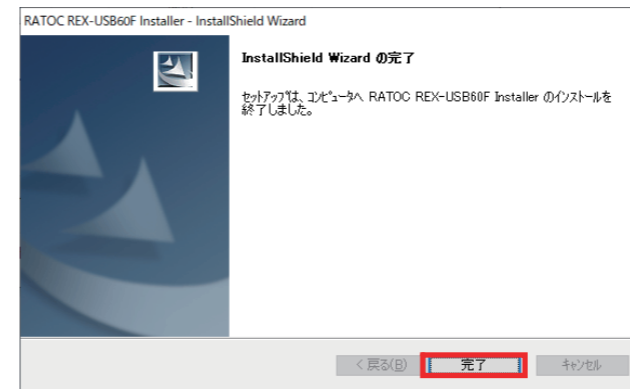 RATOC REX-USB60F Installer - InstallShield Wizard
InstallShield Wizard の完了
セットアップは、コンピュータへ RATOC REX-USB60F Installer のインストールを
終了しました。
< 戻る(B)
完了
キャンセル